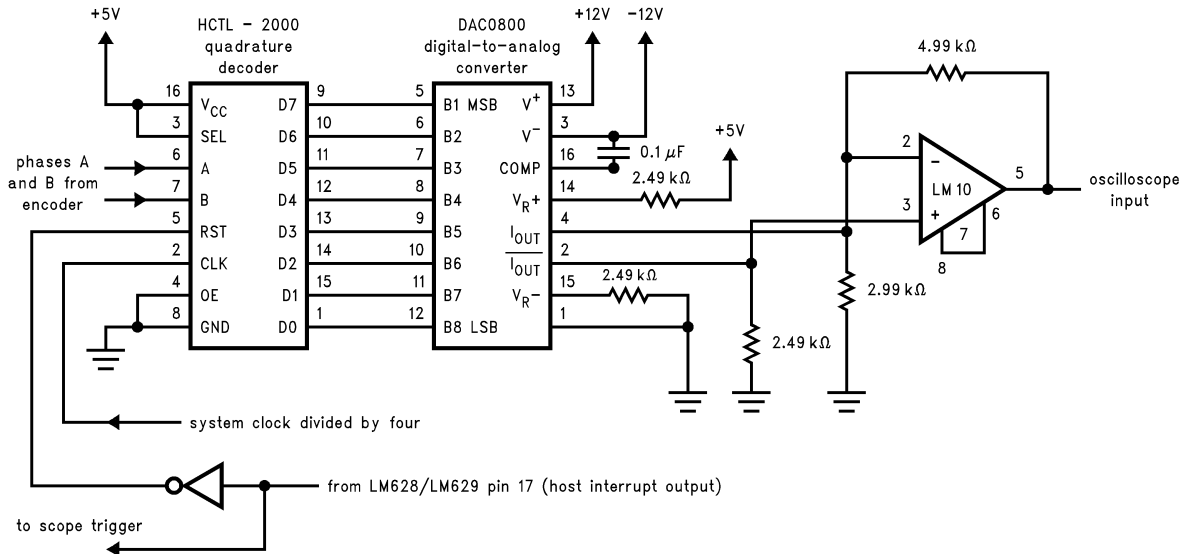 +5V
HCTL – 2000
quadrature
decoder
DAC0800
digital-to-analog
converter
+12V
-12V
4.99 kΩ
16
VCC
D7
9
5
B1 MSB
V+
13
3
SEL
D6
10
6
B2
V−
3
+5V
phases A
and B from
encoder
6
A
D5
11
7
B3
COMP
16
0.1 μF
7
B
D4
12
8
B4
VR+
14
2.49 kΩ
5
RST
D3
13
9
B5
IOUT
4
2
CLK
D2
14
10
B6
I̅O̅U̅T̅
2
4
OE
D1
15
11
B7
VR−
15
2.49 kΩ
8
GND
D0
1
12
B8 LSB
1
2
−
LM10
3
+
5
6
7
8
oscilloscope
input
2.99 kΩ
2.49 kΩ
system clock divided by four
from LM628/LM629 pin 17 (host interrupt output)
to scope trigger